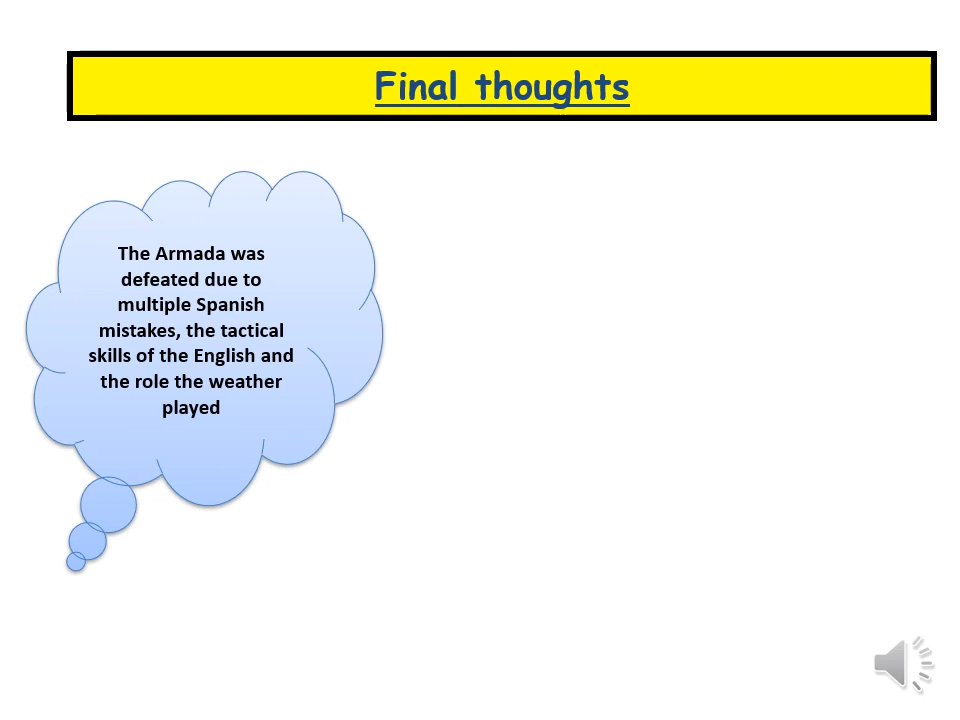 Final thoughts
The Armada was
defeated due to
multiple Spanish
mistakes, the tactical
skills of the English and
the role the weather
played